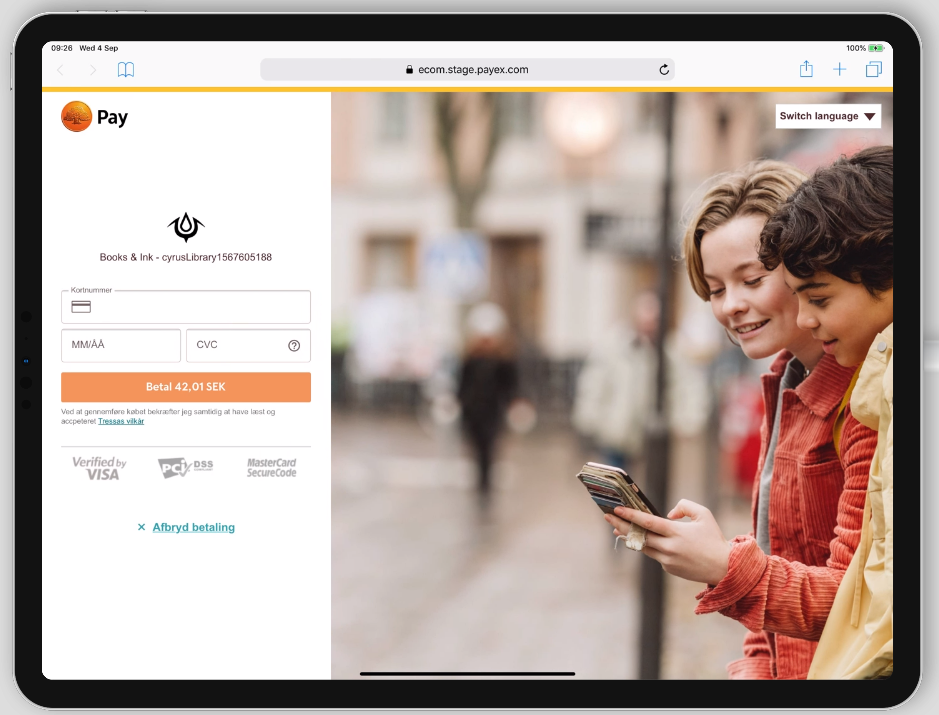 09:26 Wed 4 Sep
100%
ecom.stage.payex.com
Pay
Switch language
Books & Ink - cyrusLibrary1567605188
Kortnummer
MM/ÅÅ
CVC
?
Betal 42,01 SEK
Ved at gennemføre købet bekræfter jeg samtidig at have læst og
accpeteret Tressas vilkår
Verified by
VISA
PCI DSS
MasterCard
SecureCode
× Afbryd betaling